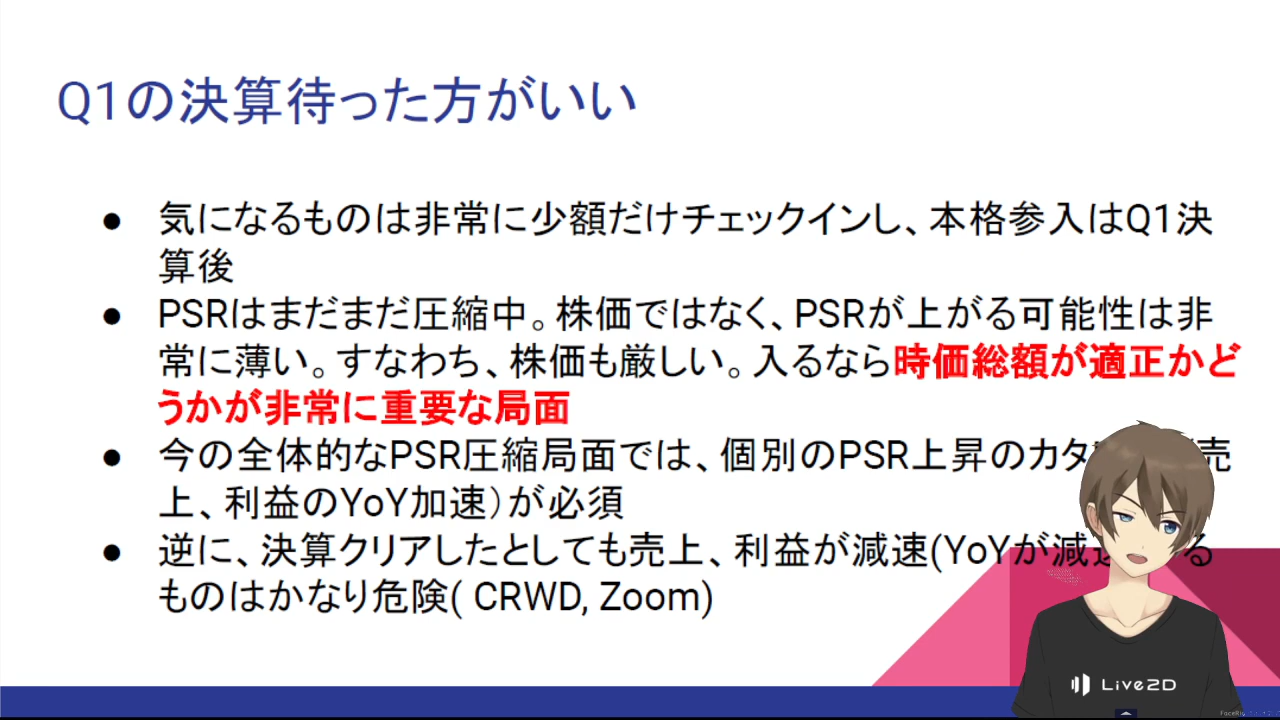 Q1の決算待った方がいい
● 気になるものは非常に少額だけチェックインし、本格参入はQ1決
算後
● PSRはまだまだ圧縮中。株価ではなく、PSRが上がる可能性は非
常に薄い。すなわち、株価も厳しい。入るなら時価総額が適正かど
うかが非常に重要な局面
● 今の全体的なPSR圧縮局面では、個別のPSR上昇のカタ 売
上、利益のYoY加速）が必須
● 逆に、決算クリアしたとしても売上、利益が減速(YoYが減速 る
ものはかなり危険( CRWD, Zoom)
Live2D